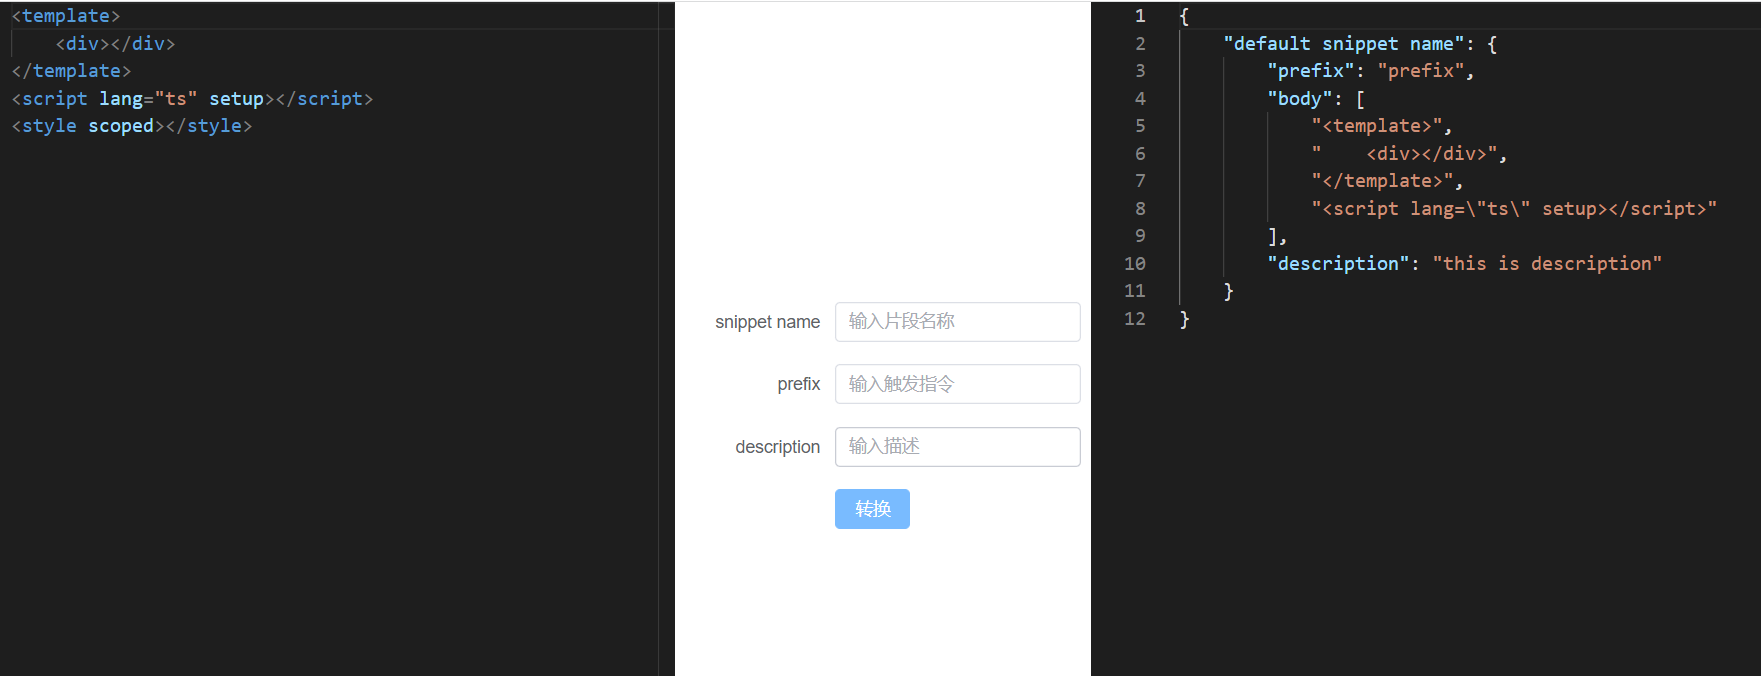 <template>
    <div></div>
</template>
<script lang="ts" setup></script>
<style scoped></style>
snippet name 输入片段名称
prefix 输入触发指令
description 输入描述
转换
1 {
2     "default snippet name": {
3         "prefix": "prefix",
4         "body": [
5             "<template>",
6             "    <div></div>",
7             "</template>",
8             "<script lang=\"ts\" setup></script>"
9         ],
10         "description": "this is description"
11     }
12 }